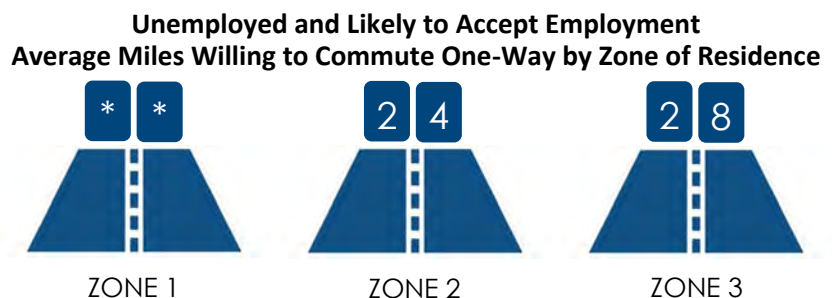 Unemployed and Likely to Accept Employment
Average Miles Willing to Commute One-Way by Zone of Residence
* * 2 4 2 8
ZONE 1 ZONE 2 ZONE 3